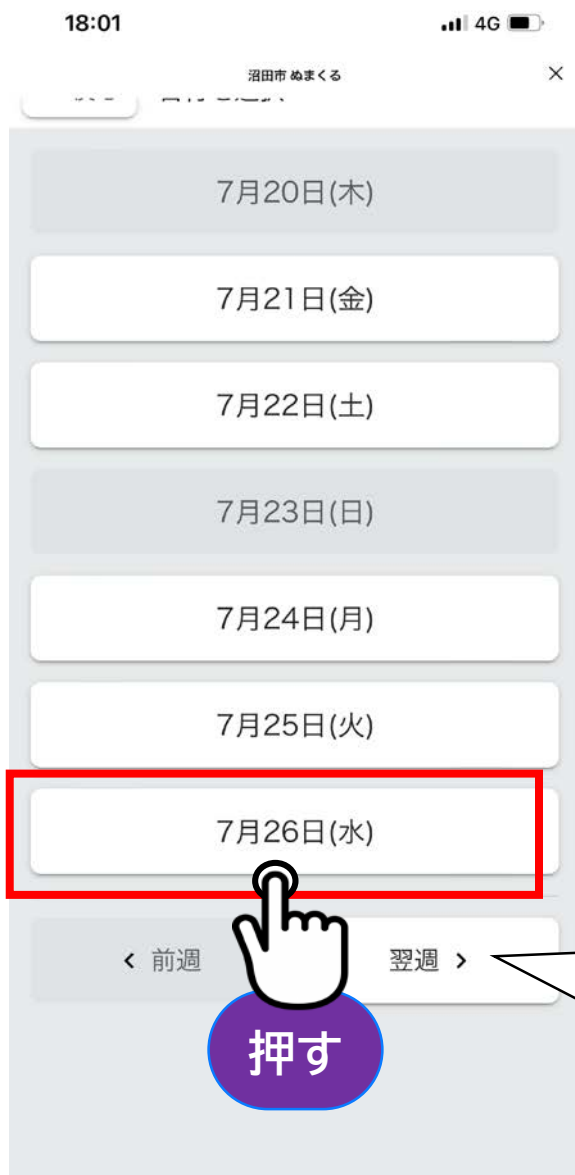 18:01
4G
沼田市 ぬまくる
7月20日(木)
7月21日(金)
7月22日(土)
7月23日(日)
7月24日(月)
7月25日(火)
7月26日(水)
前週
翌週
押す